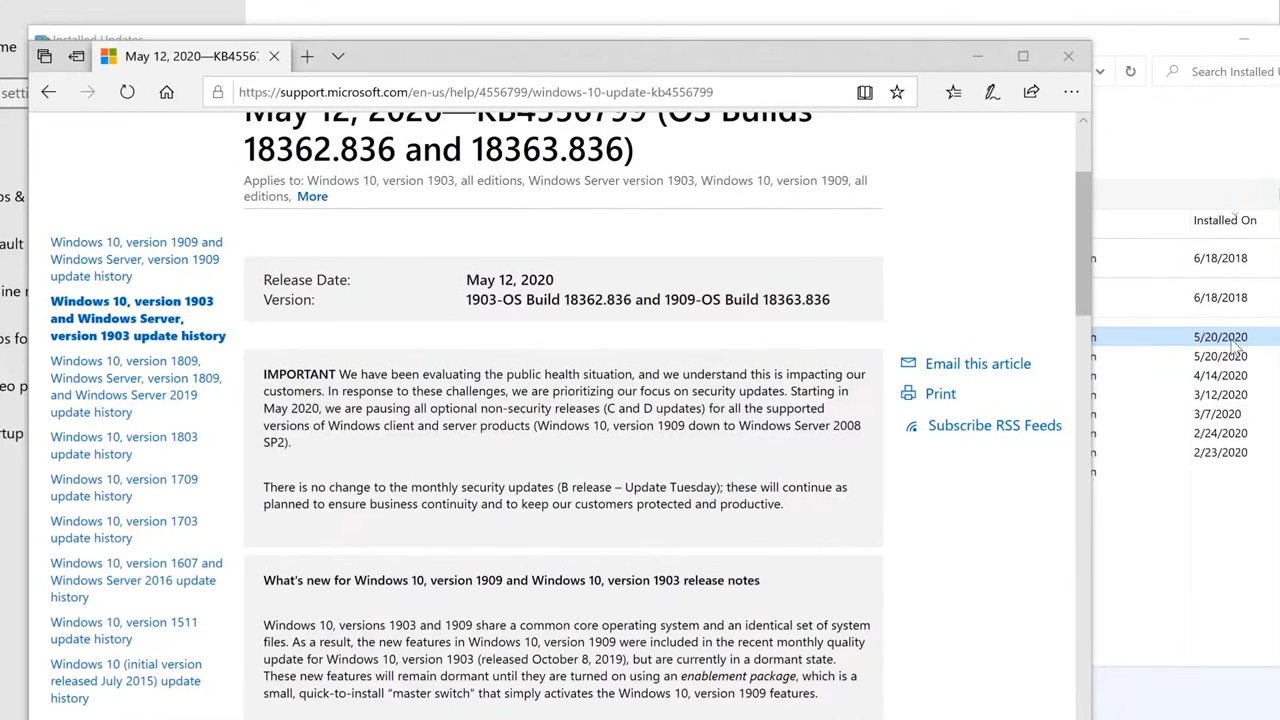 Installed Updates
me
May 12, 2020—KB4556
setti
https://support.microsoft.com/en-us/help/4556799/windows-10-update-kb4556799
Search Installed U
May 12, 2020—KB4556799 (OS Builds
18362.836 and 18363.836)
Applies to: Windows 10, version 1903, all editions, Windows Server version 1903, Windows 10, version 1909, all
editions, More
ps &
ault
ine r
ps fo
eo p
artup
Windows 10, version 1909 and
Windows Server, version 1909
update history
Windows 10, version 1903
and Windows Server,
version 1903 update history
Windows 10, version 1809,
Windows Server, version 1809,
and Windows Server 2019
update history
Windows 10, version 1803
update history
Windows 10, version 1709
update history
Windows 10, version 1703
update history
Windows 10, version 1607 and
Windows Server 2016 update
history
Windows 10, version 1511
update history
Windows 10 (initial version
released July 2015) update
history
Release Date: May 12, 2020
Version: 1903-OS Build 18362.836 and 1909-OS Build 18363.836
IMPORTANT We have been evaluating the public health situation, and we understand this is impacting our
customers. In response to these challenges, we are prioritizing our focus on security updates. Starting in
May 2020, we are pausing all optional non-security releases (C and D updates) for all the supported
versions of Windows client and server products (Windows 10, version 1909 down to Windows Server 2008
SP2).
There is no change to the monthly security updates (B release – Update Tuesday); these will continue as
planned to ensure business continuity and to keep our customers protected and productive.
What's new for Windows 10, version 1909 and Windows 10, version 1903 release notes
Windows 10, versions 1903 and 1909 share a common core operating system and an identical set of system
files. As a result, the new features in Windows 10, version 1909 were included in the recent monthly quality
update for Windows 10, version 1903 (released October 8, 2019), but are currently in a dormant state.
These new features will remain dormant until they are turned on using an enablement package, which is a
small, quick-to-install “master switch” that simply activates the Windows 10, version 1909 features.
Email this article
Print
Subscribe RSS Feeds
Installed On
n 6/18/2018
6/18/2018
n 5/20/2020
n 5/20/2020
n 4/14/2020
n 3/12/2020
n 3/7/2020
n 2/24/2020
n 2/23/2020
n